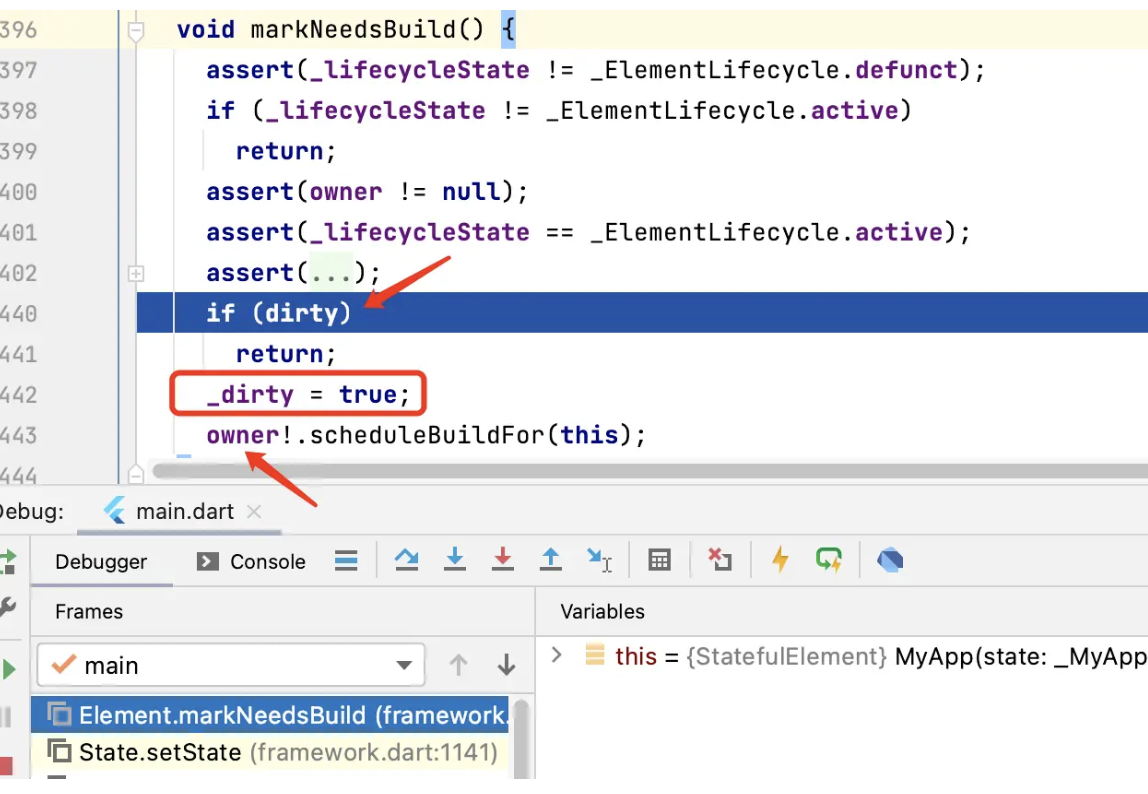 396 void markNeedsBuild() {
397 assert(_lifecycleState != _ElementLifecycle.defunct);
398 if (_lifecycleState != _ElementLifecycle.active)
399 return;
400 assert(owner != null);
401 assert(_lifecycleState == _ElementLifecycle.active);
402 assert(...);
440 if (dirty)
441 return;
442 _dirty = true;
443 owner!.scheduleBuildFor(this);
444
Debug: main.dart
Debugger Console
Frames Variables
main this = {StatefulElement} MyApp(state: _MyApp
Element.markNeedsBuild (framework.
State.setState (framework.dart:1141)